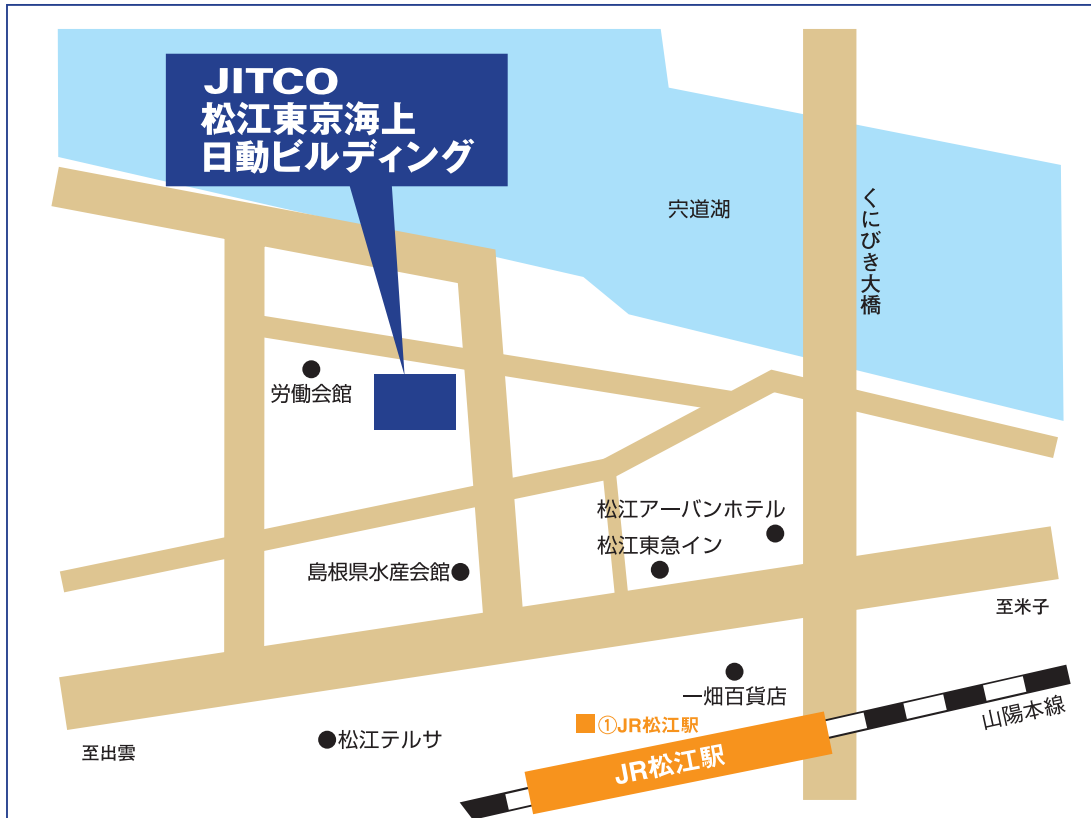 JITCO
松江東京海上
日動ビルディング
宍道湖
くにびき大橋
労働会館
松江アーバンホテル
松江東急イン
島根県水産会館
至米子
一畑百貨店
山陽本線
①JR松江駅
松江テルサ
至出雲
JR松江駅